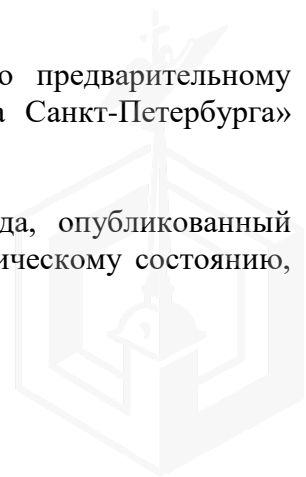 о предварительному
а Санкт-Петербурга»
да, опубликованный
ическому состоянию,